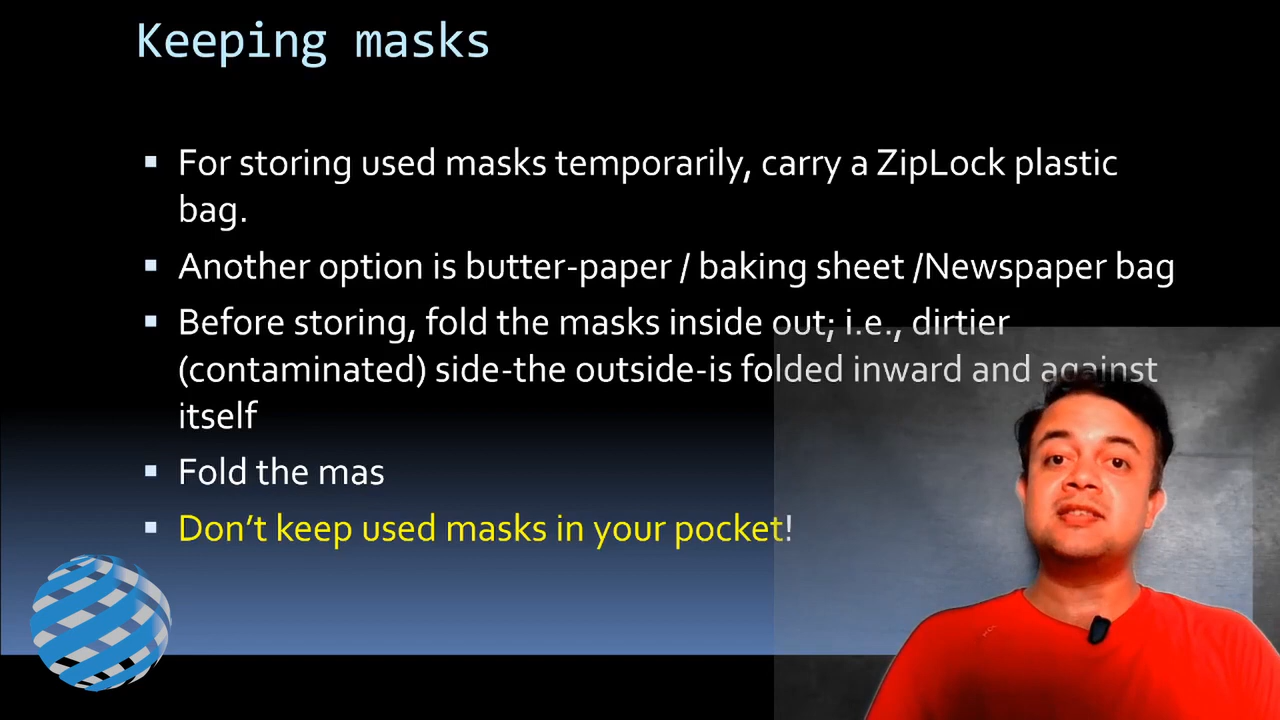 Keeping masks
For storing used masks temporarily, carry a ZipLock plastic
bag.
Another option is butter-paper / baking sheet /Newspaper bag
Before storing, fold the masks inside out; i.e., dirtier
(contaminated) side-the outside-is folded inward and against
itself
Fold the mas
Don’t keep used masks in your pocket!